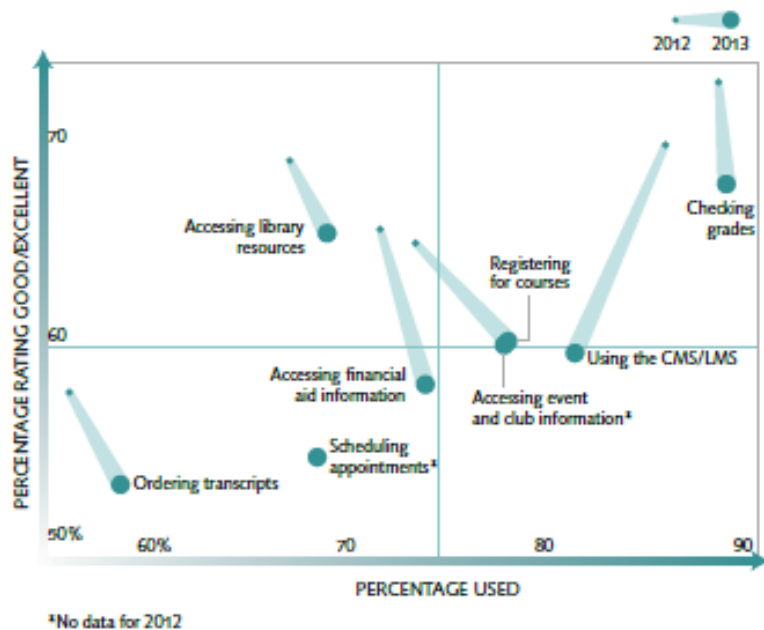 2012 2013
PERCENTAGE RATING GOOD/EXCELLENT
70
60
50%
Checking
grades
Accessing library
resources
Registering
for courses
Using the CMS/LMS
Accessing financial
aid information
Accessing event
and club information*
Scheduling
appointments*
Ordering transcripts
60% 70 80 90
PERCENTAGE USED
*No data for 2012